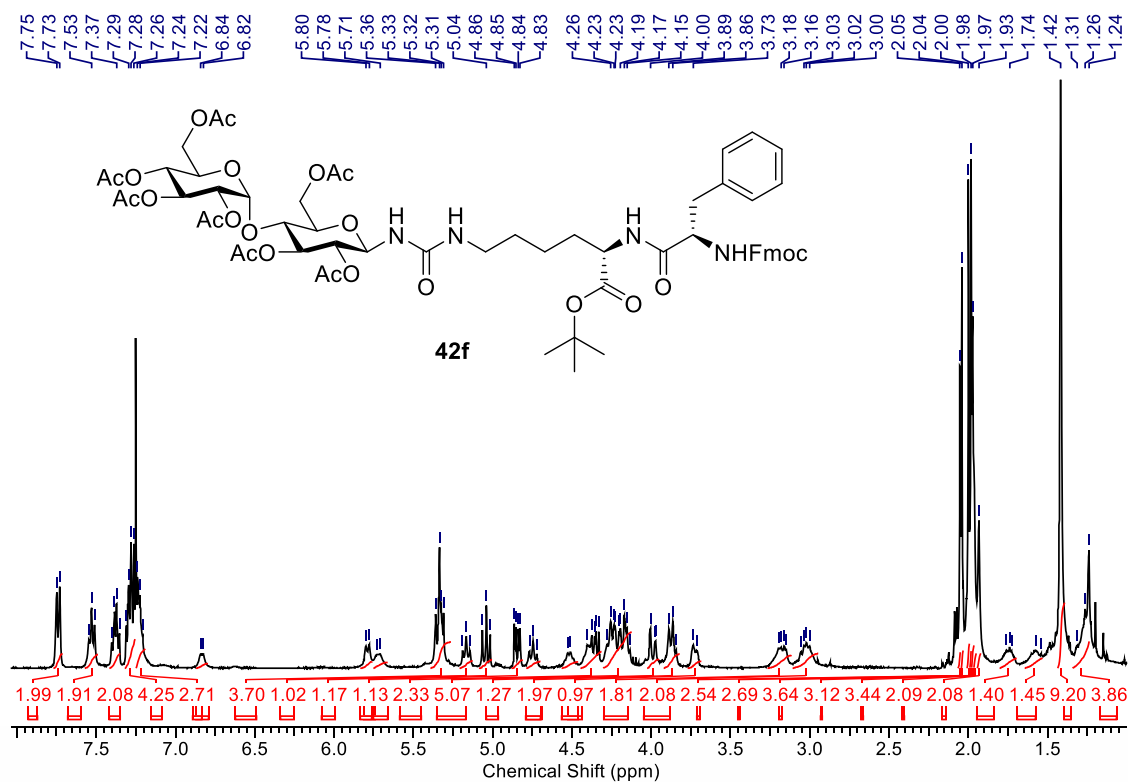 7.75 7.73 7.53 7.37 7.29 7.28 7.26 7.24 7.22 6.84 6.82 5.80 5.78 5.71 5.36 5.33 5.32 5.31 5.04 4.86 4.85 4.84 4.83 4.26 4.23 4.19 4.17 4.15 4.00 3.89 3.86 3.73 3.18 3.16 3.03 3.02 3.00 2.05 2.04 2.00 1.98 1.97 1.93 1.74 1.42 1.31 1.26 1.24
OAc
O
AcO
AcO
AcO
O
OAc
O
AcO
AcO
H
N
O
H
N
H
N
O
NHFmoc
O
O
42f
1.99 1.91 2.08 4.25 2.71 3.70 1.02 1.17 1.13 2.33 5.07 1.27 1.97 0.97 1.81 2.08 2.54 2.69 3.64 3.12 3.44 2.09 2.08 1.40 1.45 9.20 3.86
7.5 7.0 6.5 6.0 5.5 5.0 4.5 4.0 3.5 3.0 2.5 2.0 1.5
Chemical Shift (ppm)